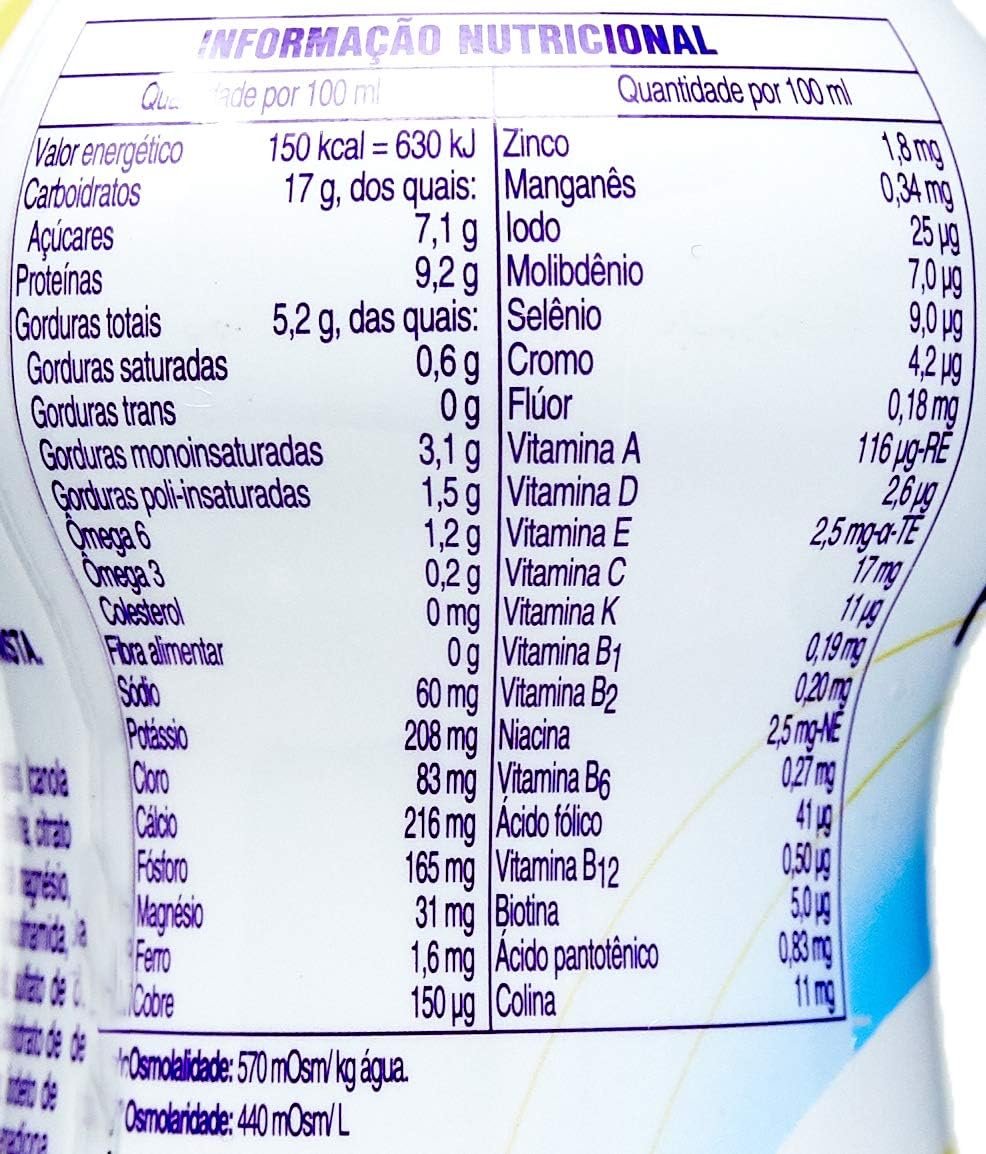 INFORMAÇÃO NUTRICIONAL
por 100 ml
Valor energético 150 kcal = 630 kJ
Carboidratos 17 g, dos quais:
Açúcares 7,1 g
Proteínas 9,2 g
Gorduras totais 5,2 g, das quais:
Gorduras saturadas 0,6 g
Gorduras trans 0 g
Gorduras monoinsaturadas 3,1 g
Gorduras poli-insaturadas 1,5 g
Ômega 6 1,2 g
Ômega 3 0,2 g
Colesterol 0 mg
Fibra alimentar 0 g
Sódio 60 mg
Potássio 208 mg
Cloro 83 mg
Cálcio 216 mg
Fósforo 165 mg
Magnésio 31 mg
Ferro 1,6 mg
Cobre 150 µg
Quantidade por 100 ml
Zinco 1,8 mg
Manganês 0,34 mg
Iodo 25 µg
Molibdênio 7,0 µg
Selênio 9,0 µg
Cromo 4,2 µg
Flúor 0,18 mg
Vitamina A 116 µg-RE
Vitamina D 2,6 µg
Vitamina E 2,5 mg-α-TE
Vitamina C 17 mg
Vitamina K 11 µg
Vitamina B1 0,19 mg
Vitamina B2 0,20 mg
Niacina 2,5 mg-NE
Vitamina B6 0,27 mg
Ácido fólico 41 µg
Vitamina B12 0,50 µg
Biotina 5,0 µg
Ácido pantotênico 0,83 mg
Colina 11 mg
Osmolalidade: 570 mOsm/ kg água.
Osmolaridade: 440 mOsm/ L